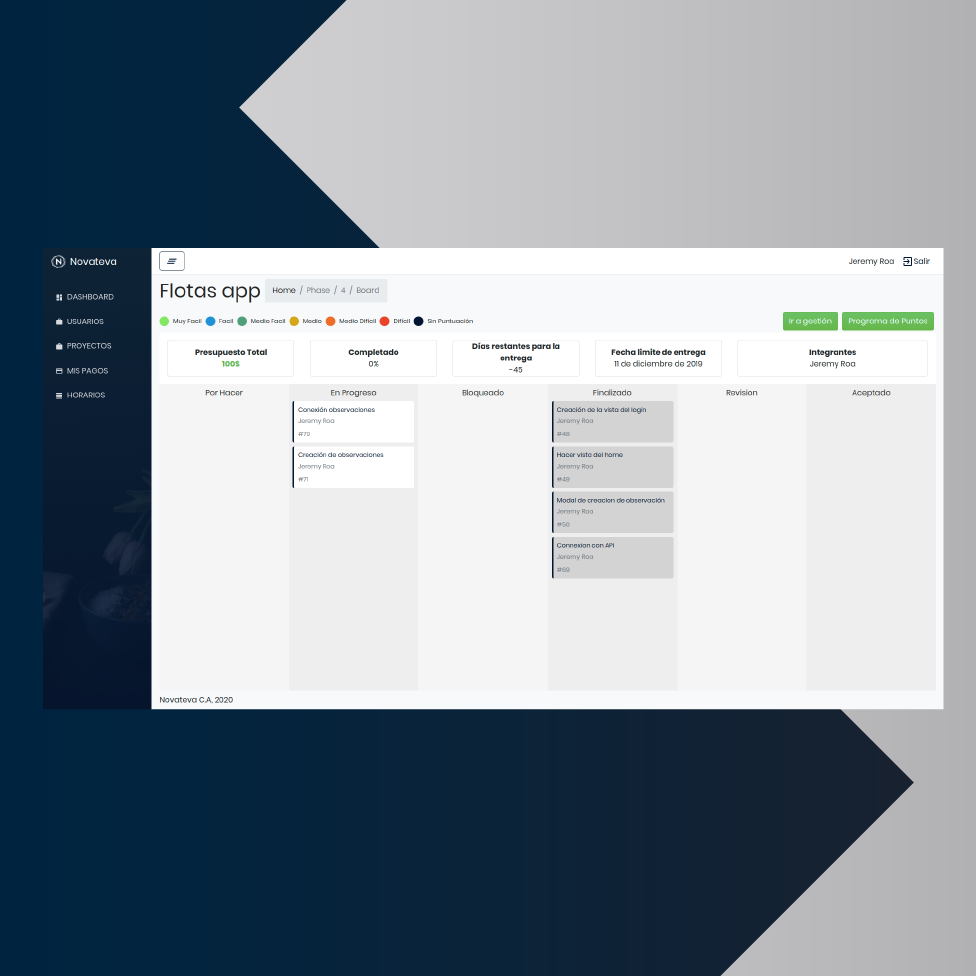 Novateva
Jeremy Roa Salir
DASHBOARD
USUARIOS
PROYECTOS
MIS PAGOS
HORARIOS
Flotas app Home / Phase / 4 / Board
Muy Facil Facil Medio Facil Medio Medio Dificil Dificil Sin Puntuación
Ir a gestión Programa de Puntos
Presupuesto Total
100$
Completado
0%
Días restantes para la
entrega
-45
Fecha limite de entrega
11 de diciembre de 2019
Integrantes
Jeremy Roa
Por Hacer
En Progreso
Conexión observaciones
Jeremy Roa
Creación de observaciones
Jeremy Roa
#71
Bloqueado
Finalizado
Creación de la vista del login
Jeremy Roa
#48
Hacer vista del home
Jeremy Roa
#49
Modal de creacion de observación
Jeremy Roa
#50
Connexion con API
Jeremy Roa
#69
Revision
Aceptado
Novateva C.A, 2020